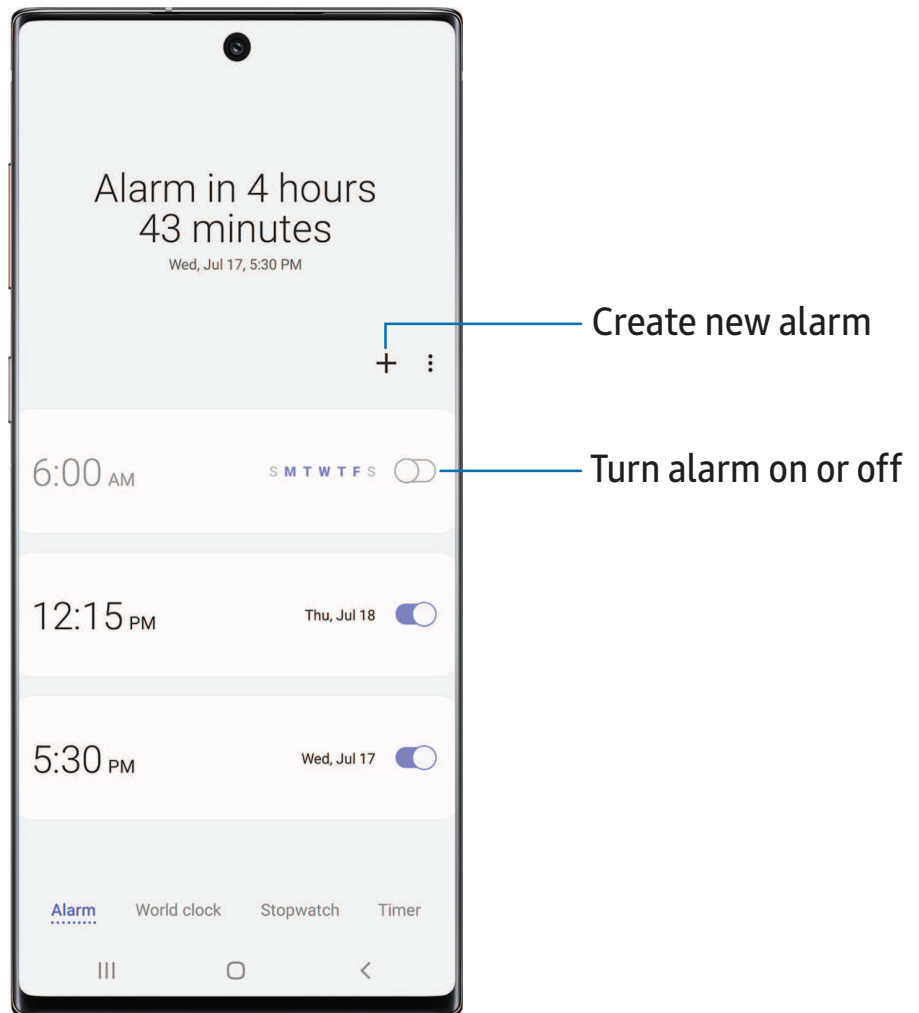 Alarm in 4 hours
43 minutes
Wed, Jul 17, 5:30 PM
Create new alarm
6:00 AM S M T W T F S
Turn alarm on or off
12:15 PM Thu, Jul 18
5:30 PM Wed, Jul 17
Alarm World clock Stopwatch Timer